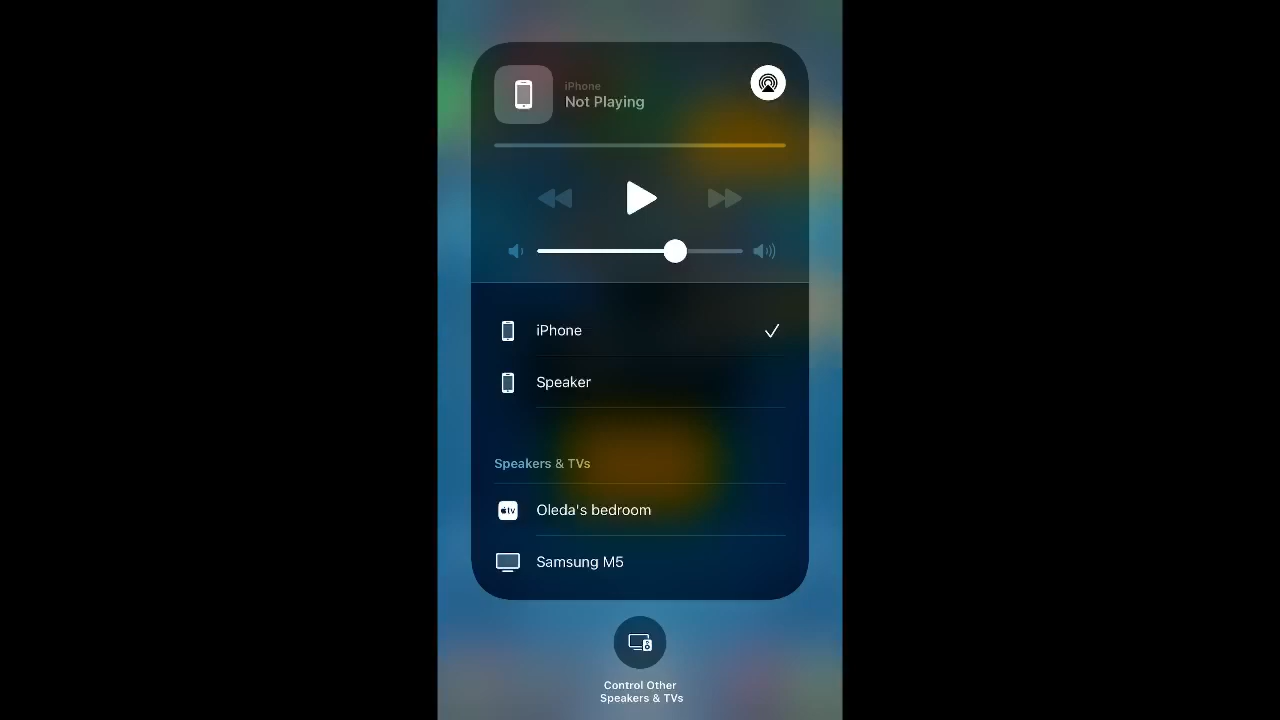 iPhone
Not Playing
iPhone
Speaker
Speakers & TVs
tv
Oleda's bedroom
Samsung M5
Control Other
Speakers & TVs